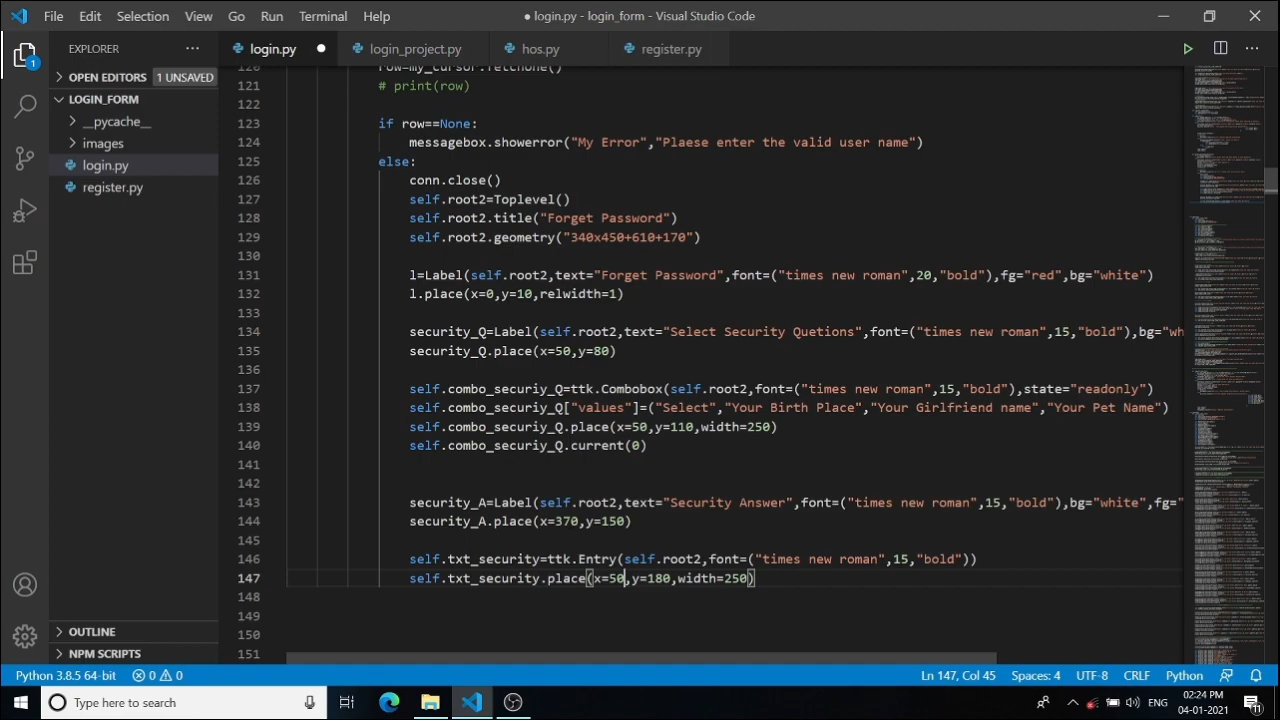 File Edit Selection View Go Run Terminal Help
● login.py - login_form - Visual Studio Code
EXPLORER
OPEN EDITORS 1 UNSAVED
LOGIN_FORM
__pycache__
images
login.py
register.py
OUTLINE
NPM SCRIPTS
1
login.py login_project.py hos.py register.py
120 row=my_cursor.fetchone()
121 # print(row)
122
123 if row==None:
124 messagebox.showerror("My Error","Plaese enter the valid user name")
125 else:
126 conn.close()
127 self.root2=Toplevel()
128 self.root2.title("Forget Password")
129 self.root2.geometry("340x450+610+170")
130
131 l=Label(self.root2,text="Forget Password",font=("times new roman",20,"bold"),fg="red",bg="white")
132 l.place(x=0,y=10,relwidth=1)
133
134 security_Q=Label(self.root2,text="Select Security Quetions",font=("times new roman",15,"bold"),bg="wh
135 security_Q.place(x=50,y=80)
136
137 self.combo_securiy_Q=ttk.Combobox(self.root2,font=("times new roman",15,"bold"),state="readonly")
138 self.combo_securiy_Q["values"]=("Select","Your Birth Place","Your Girlfriend name","Your Pet Name")
139 self.combo_securiy_Q.place(x=50,y=110,width=250)
140 self.combo_securiy_Q.current(0)
141
142
143 security_A=Label(self.root2,text="Security Answer",font=("times new roman",15,"bold"),bg="white",fg=
144 security_A.place(x=370,y=150)
145
146 self.txt_security=ttk.Entry(self.root2,font=("times new roman",15,"bold"))
147 self.txt_security.place(x=50,y=180,width=250)
148
149
150
151
Python 3.8.5 64-bit 0 0 Ln 147, Col 45 Spaces: 4 UTF-8 CRLF Python
Type here to search
02:24 PM
04-01-2021
11